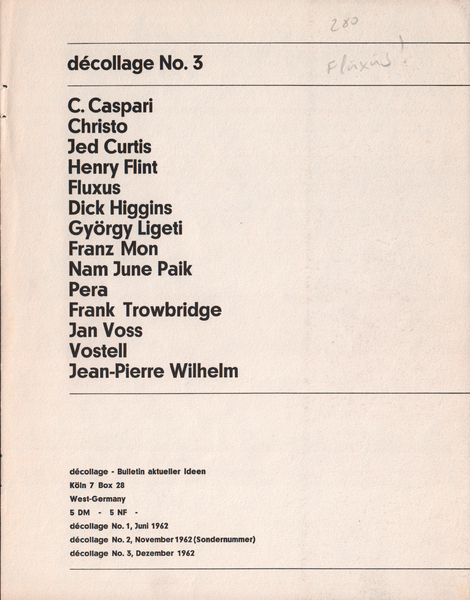 280
Fluxus!
décollage No. 3
C. Caspari
Christo
Jed Curtis
Henry Flint
Fluxus
Dick Higgins
György Ligeti
Franz Mon
Nam June Paik
Pera
Frank Trowbridge
Jan Voss
Vostell
Jean-Pierre Wilhelm
décollage - Bulletin aktueller Ideen
Köln 7 Box 28
West-Germany
5 DM - 5 NF -
décollage No. 1, Juni 1962
décollage No. 2, November 1962 (Sondernummer)
décollage No. 3, Dezember 1962